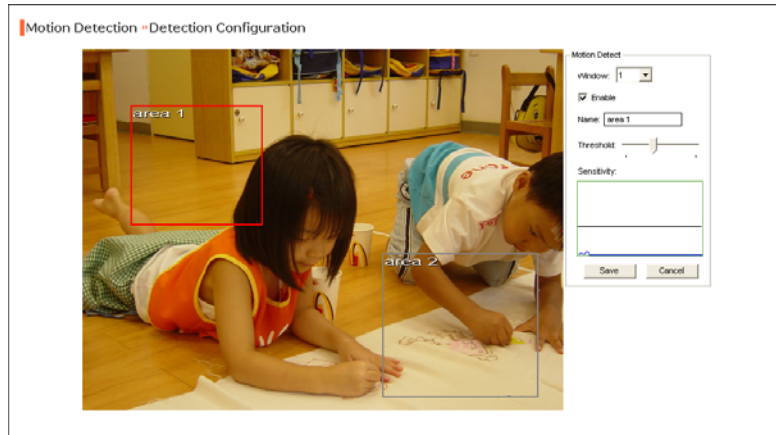 Motion Detection »Detection Configuration
area 1
area 2
Motion Detect
Window: 1
Enable
Name: area 1
Threshold:
Sensitivity:
Save Cancel